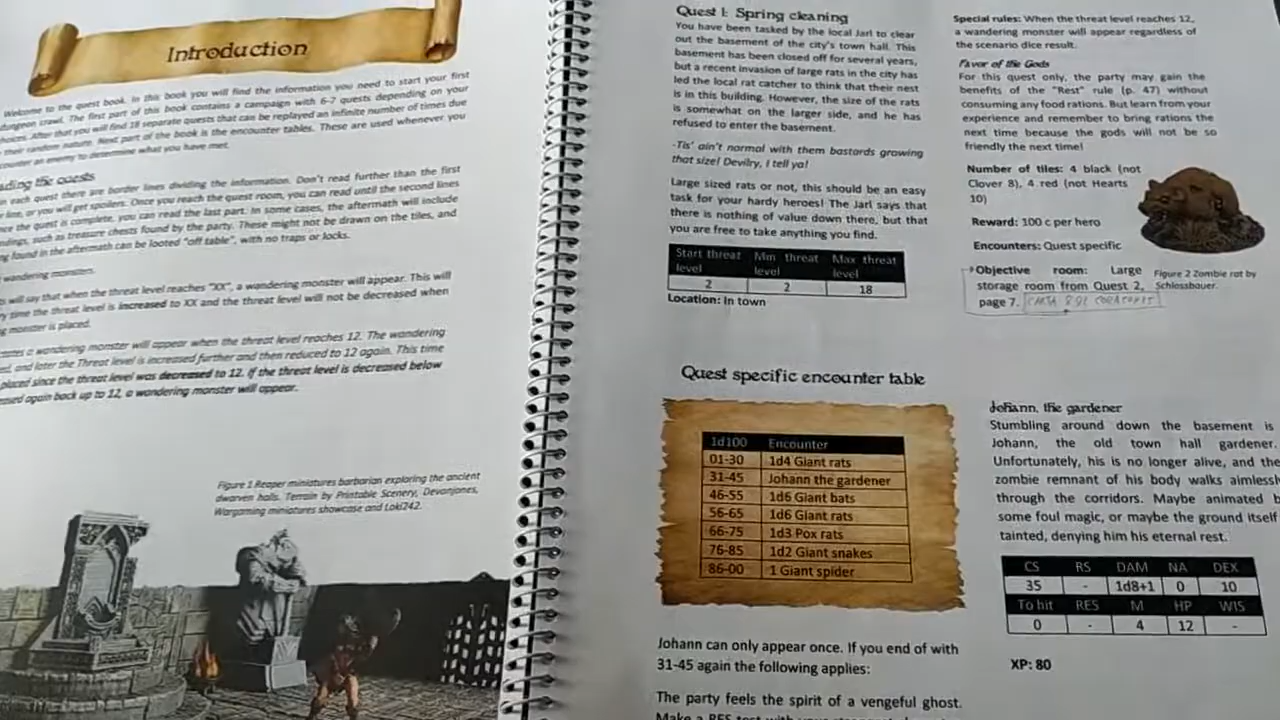 Introduction
Welcome to the quest book. In this book you will find the information you need to start your first
dungeon crawl. The first part of this book contains a campaign with 6-7 quests depending on your
After that you will find 18 separate quests that can be replayed an infinite number of times due
their random nature. Next part of the book is the encounter tables. These are used whenever you
an enemy to determine what you have met.
the quests
each quest there are border lines dividing the information. Don't read further than the first
line, or you will get spoilers. Once you reach the quest room, you can read until the second lines
the quest is complete, you can read the last part. In some cases, the aftermath will include
such as treasure chests found by the party. These might not be drawn on the tiles, and
found in the aftermath can be looted "off table", with no traps or locks.
wandering monsters.
will say that when the threat level reaches "XX", a wandering monster will appear. This will
time the threat level is increased to XX and the threat level will not be decreased when
monster is placed.
a wandering monster will appear when the threat level reaches 12. The wandering
and later the Threat level is increased further and then reduced to 12 again. This time
placed since the threat level was decreased to 12. If the threat level is decreased below
again back up to 12, a wandering monster will appear.
Figure 1 Reaper miniatures barbarian exploring the ancient
dwarven halls. Terrain by Printable Scenery, Devonjones,
Wargaming miniatures showcase and Loki242.
Quest 1: Spring cleaning
You have been tasked by the local Jarl to clear
out the basement of the city's town hall. This
basement has been closed off for several years,
but a recent invasion of large rats in the city has
led the local rat catcher to think that their nest
is in this building. However, the size of the rats
is somewhat on the larger side, and he has
refused to enter the basement.
-Tis' ain't normal with them bastards growing
that size! Devilry, I tell ya!
Large sized rats or not, this should be an easy
task for your hardy heroes! The Jarl says that
there is nothing of value down there, but that
you are free to take anything you find.
Start threat level Min threat level Max threat level
2 2 18
Location: In town
Special rules: When the threat level reaches 12,
a wandering monster will appear regardless of
the scenario dice result.
Favor of the Gods
For this quest only, the party may gain the
benefits of the "Rest" rule (p. 47) without
consuming any food rations. But learn from your
experience and remember to bring rations the
next time because the gods will not be so
friendly the next time!
Number of tiles: 4 black (not
Clover 8), 4 red (not Hearts
10)
Reward: 100 c per hero
Encounters: Quest specific
Objective room: Large
storage room from Quest 2,
page 7.
Figure 2 Zombie rat by
Schlossbauer.
Quest specific encounter table
1d100 Encounter
01-30 1d4 Giant rats
31-45 Johann the gardener
46-55 1d6 Giant bats
56-65 1d6 Giant rats
66-75 1d3 Pox rats
76-85 1d2 Giant snakes
86-00 1 Giant spider
Johann can only appear once. If you end of with
31-45 again the following applies:
The party feels the spirit of a vengeful ghost.
Make a RES test with your
Johann, the gardener
Stumbling around down the basement is
Johann, the old town hall gardener.
Unfortunately, his is no longer alive, and the
zombie remnant of his body walks aimlessly
through the corridors. Maybe animated b
some foul magic, or maybe the ground itself
tainted, denying him his eternal rest.
CS RS DAM NA DEX
35 - 1d8+1 0 10
To hit RES M HP WIS
0 - 4 12 -
XP: 80